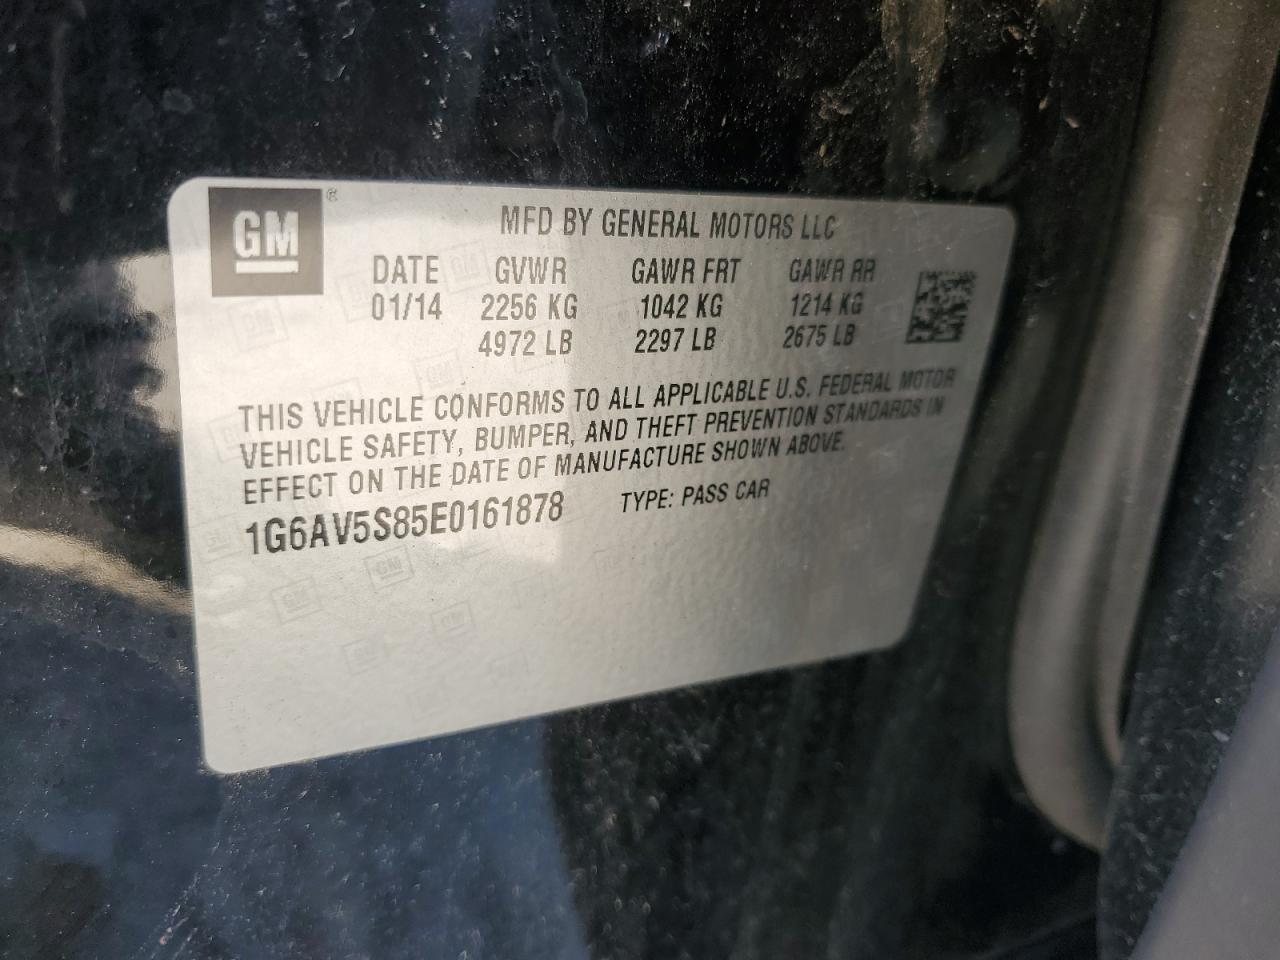 GM®
MFD BY GENERAL MOTORS LLC
DATE GVWR GAWR FRT GAWR RR
01/14 2256 KG 1042 KG 1214 KG
4972 LB 2297 LB 2675 LB
THIS VEHICLE CONFORMS TO ALL APPLICABLE U.S. FEDERAL MOTOR
VEHICLE SAFETY, BUMPER, AND THEFT PREVENTION STANDARDS IN
EFFECT ON THE DATE OF MANUFACTURE SHOWN ABOVE.
1G6AV5S85E0161878 TYPE: PASS CAR